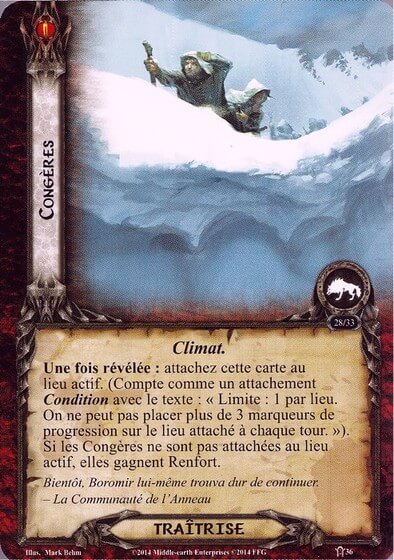 CONGÈRES
28/33
Climat.
Une fois révélée : attachez cette carte au
lieu actif. (Compte comme un attachement
Condition avec le texte : « Limite : 1 par lieu.
On ne peut pas placer plus de 3 marqueurs de
progression sur le lieu attaché à chaque tour. »).
Si les Congères ne sont pas attachées au lieu
actif, elles gagnent Renfort.
Bientôt, Boromir lui-même trouva dur de continuer.
– La Communauté de l'Anneau
TRAÎTRISE
Illus. Mark Behm ©2014 Middle-earth Enterprises ©2014 FFG 36